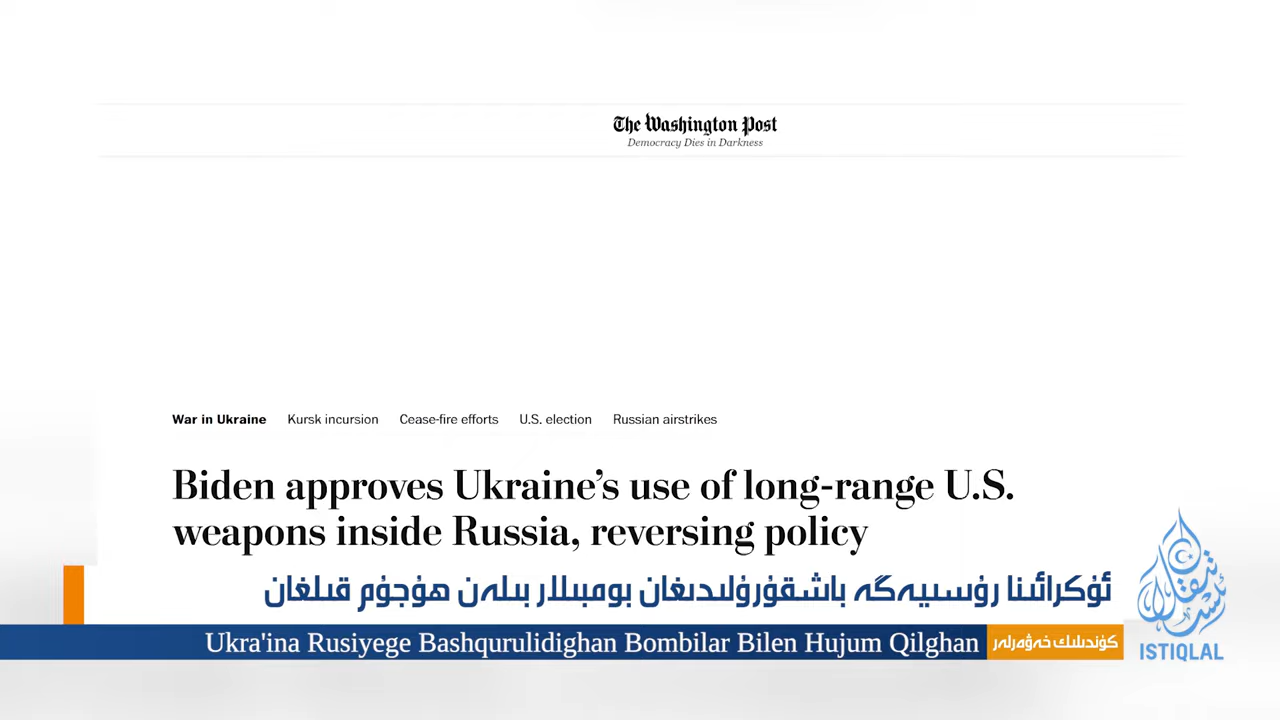 The Washington Post
Democracy Dies in Darkness
War in Ukraine Kursk incursion Cease-fire efforts U.S. election Russian airstrikes
Biden approves Ukraine’s use of long-range U.S.
weapons inside Russia, reversing policy
ئۇكرائىنا رۇسىيەگە باشقۇرۇلىدىغان بومبىلار بىلەن ھۇجۇم قىلغان
Ukra'ina Rusiyege Bashqurulidighan Bombilar Bilen Hujum Qilghan
كۈندىلىك خەۋەرلەر
ئىستىقلال
ISTIQLAL